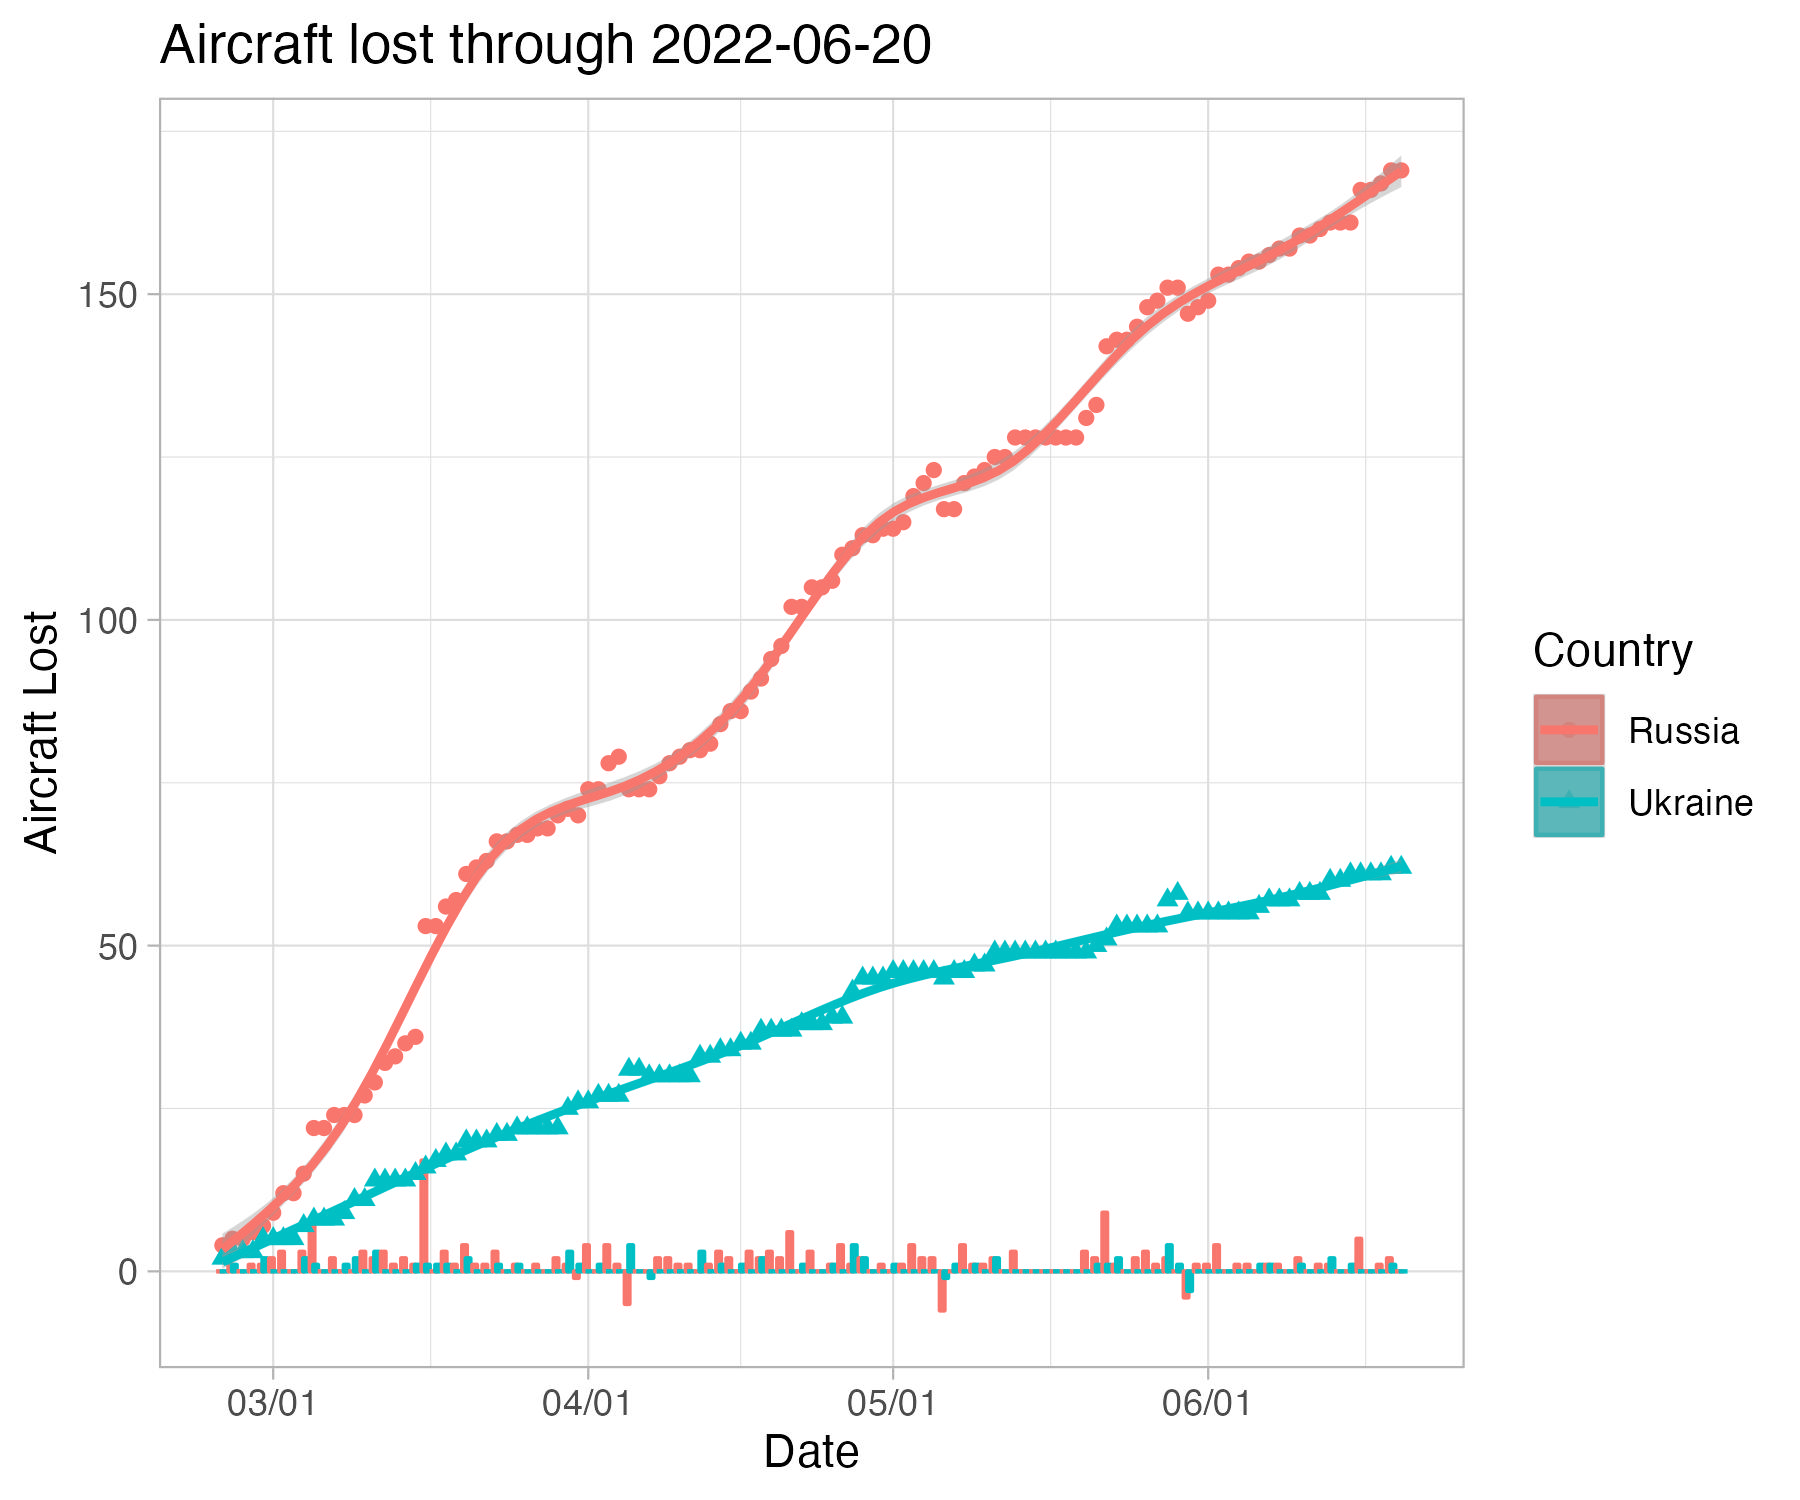 Aircraft lost through 2022-06-20
Aircraft Lost
150
100
50
0
03/01 04/01 05/01 06/01
Date
Country
Russia
Ukraine